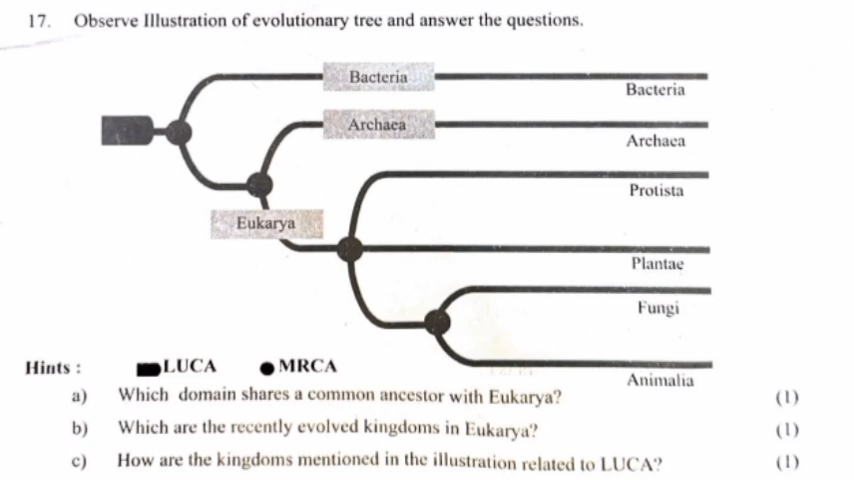 17. Observe Illustration of evolutionary tree and answer the questions.
Bacteria
Bacteria
Archaea
Archaea
Protista
Eukarya
Plantae
Fungi
Animalia
Hints : LUCA MRCA
a) Which domain shares a common ancestor with Eukarya? (1)
b) Which are the recently evolved kingdoms in Eukarya? (1)
c) How are the kingdoms mentioned in the illustration related to LUCA? (1)